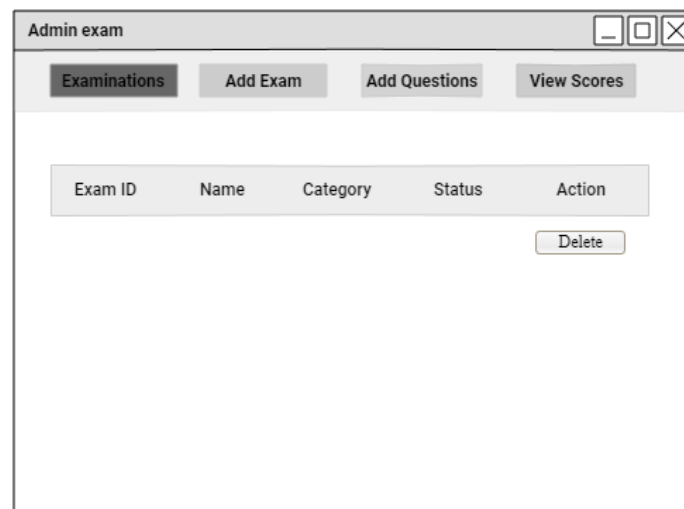 Admin exam
Examinations Add Exam Add Questions View Scores
Exam ID Name Category Status Action
Delete